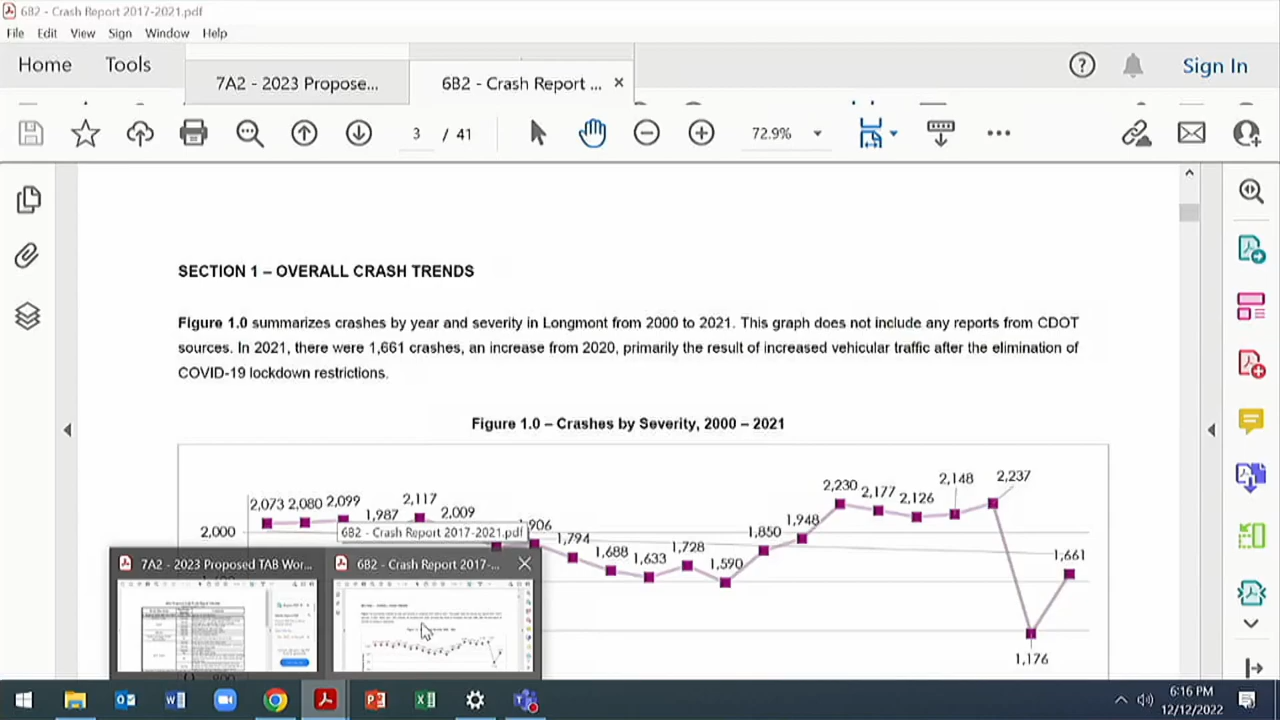 6B2 - Crash Report 2017-2021.pdf
File Edit View Sign Window Help
Home Tools
7A2 - 2023 Propose...
6B2 - Crash Report ...
Sign In
3 / 41
72.9%
SECTION 1 – OVERALL CRASH TRENDS
Figure 1.0 summarizes crashes by year and severity in Longmont from 2000 to 2021. This graph does not include any reports from CDOT
sources. In 2021, there were 1,661 crashes, an increase from 2020, primarily the result of increased vehicular traffic after the elimination of
COVID-19 lockdown restrictions.
Figure 1.0 – Crashes by Severity, 2000 – 2021
2,073 2,080 2,099 1,987 2,117 2,009 906 1,794 1,688 1,633 1,728 1,590 1,850 1,948 2,230 2,177 2,126 2,148 2,237 1,176 1,661
2,000
6B2 - Crash Report 2017-2021.pdf
7A2 - 2023 Proposed TAB Wor...
6B2 - Crash Report 2017-...
800
6:16 PM
12/12/2022